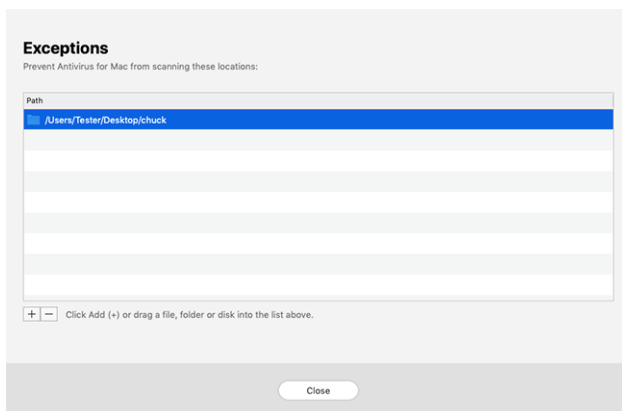 Exceptions
Prevent Antivirus for Mac from scanning these locations:
Path
/Users/Tester/Desktop/chuck
+ − Click Add (+) or drag a file, folder or disk into the list above.
Close